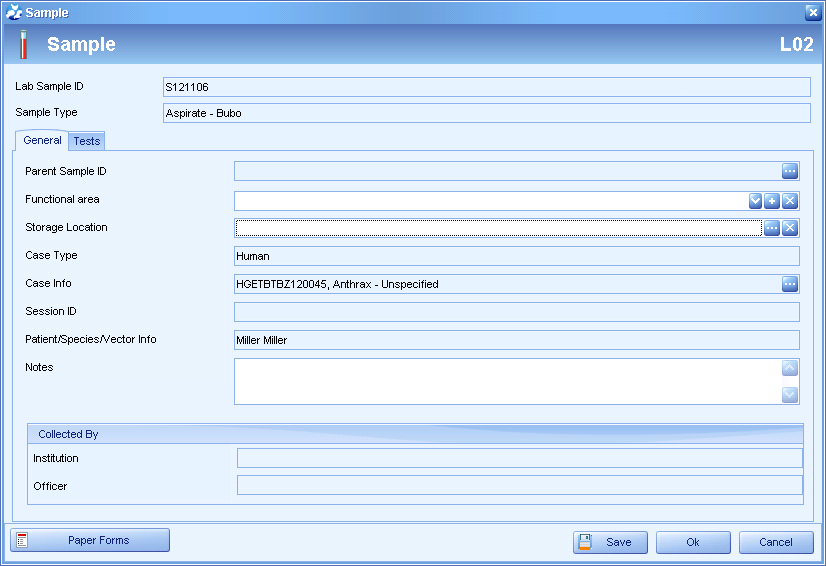 Sample
Sample L02
Lab Sample ID S121106
Sample Type Aspirate - Bubo
General Tests
Parent Sample ID
Functional area
Storage Location
Case Type Human
Case Info HGETBTBZ120045, Anthrax - Unspecified
Session ID
Patient/Species/Vector Info Miller Miller
Notes
Collected By
Institution
Officer
Paper Forms Save Ok Cancel